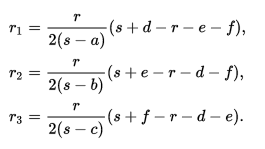 r₁ = r/(2(s − a)) (s + d − r − e − f),
r₂ = r/(2(s − b)) (s + e − r − d − f),
r₃ = r/(2(s − c)) (s + f − r − d − e).